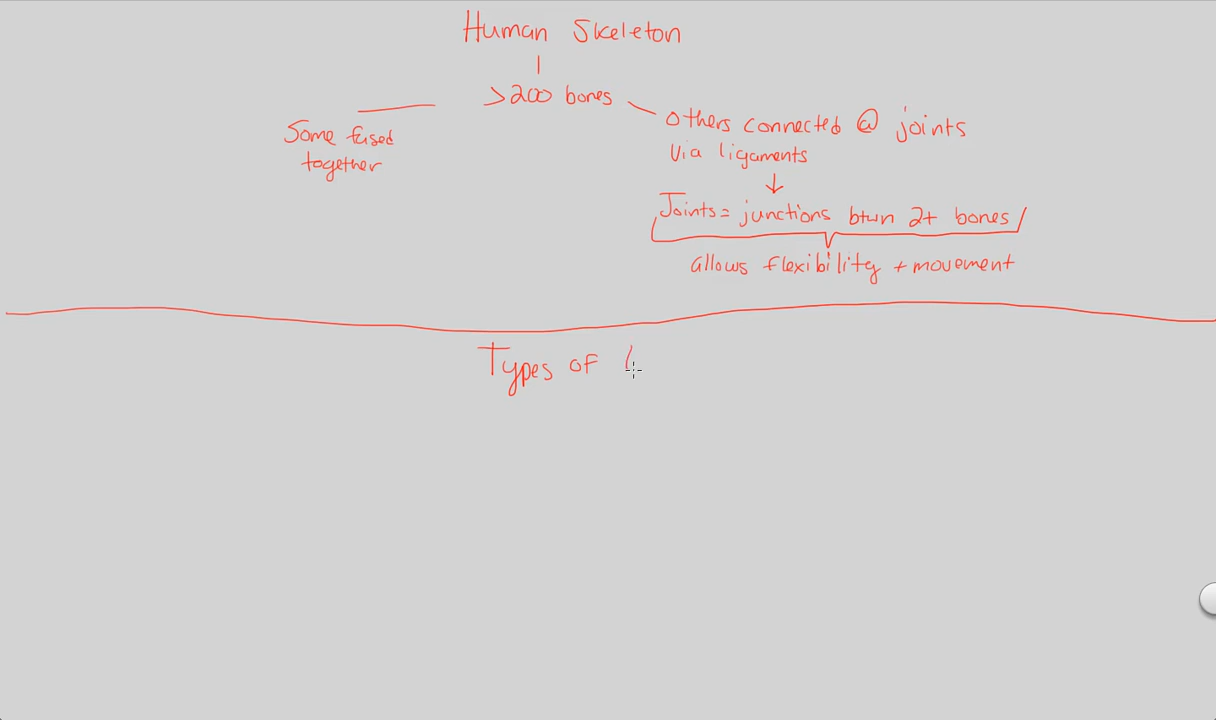 Human Skeleton
>200 bones
Some fused
together
others connected @ joints
via ligaments
Joints = junctions btwn 2+ bones
allows flexibility + movement
Types of